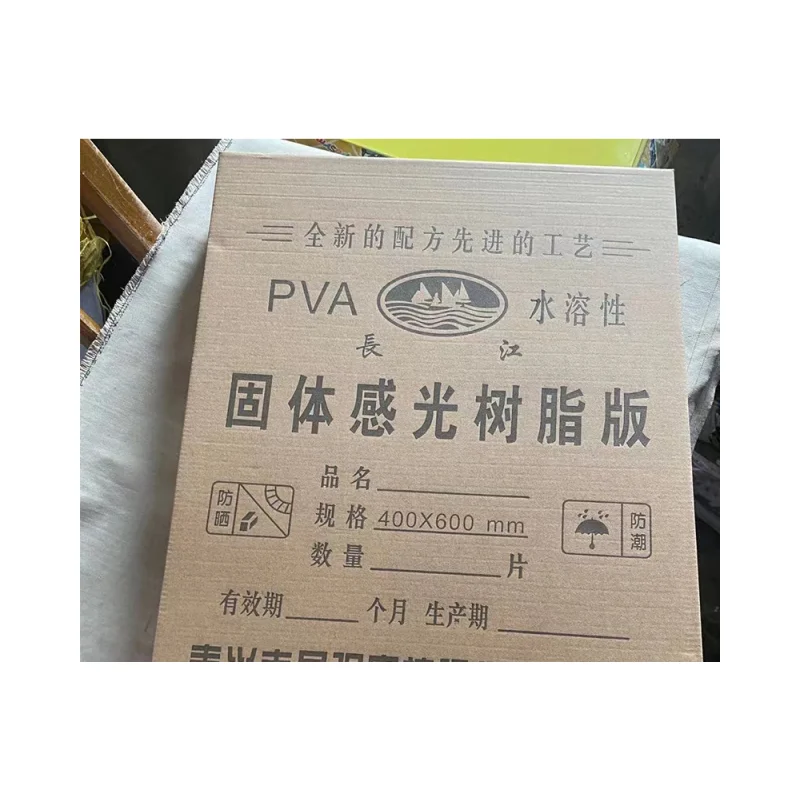 全新的配方先进的工艺
PVA 水溶性
長江
固体感光树脂版
品名
防晒 规格 400X600 mm 防潮
数量 片
有效期 个月 生产期